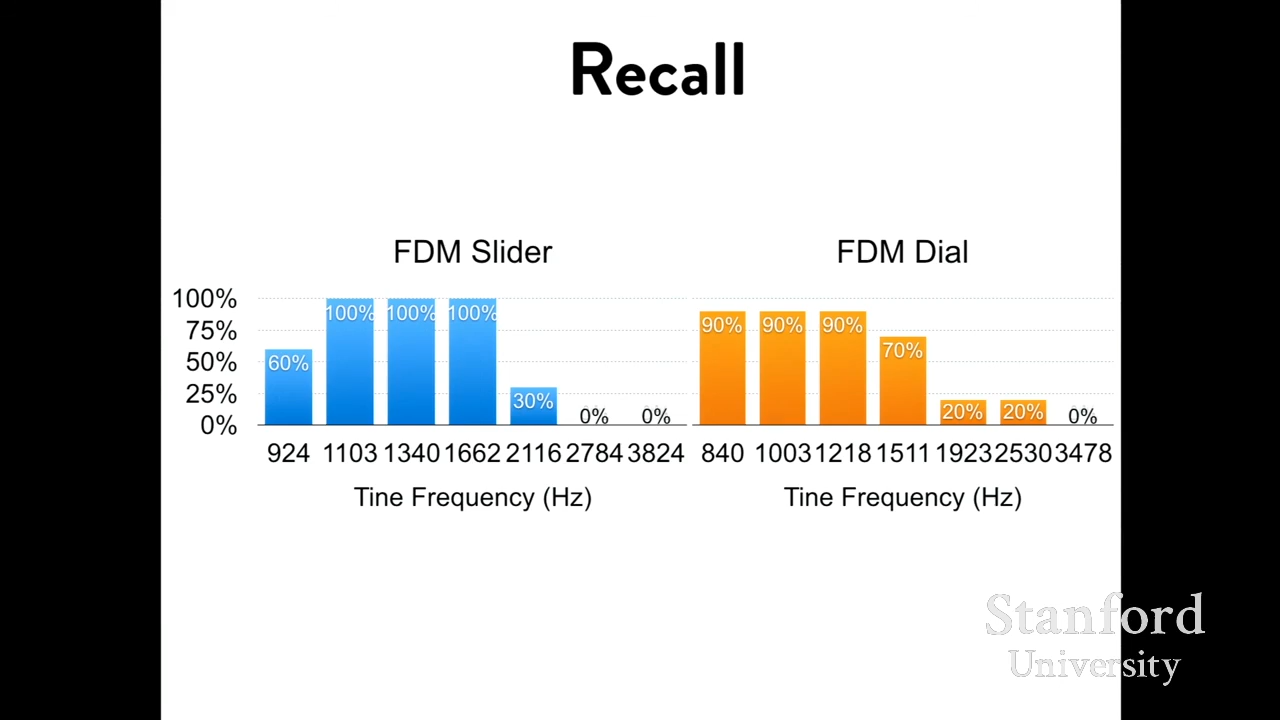 Recall
FDM Slider
FDM Dial
100%
75%
50%
25%
0%
60%
100%
100%
100%
30%
0%
0%
90%
90%
90%
70%
20%
20%
0%
924 1103 1340 1662 2116 2784 3824
840 1003 1218 1511 1923 2530 3478
Tine Frequency (Hz)
Tine Frequency (Hz)
Stanford
University